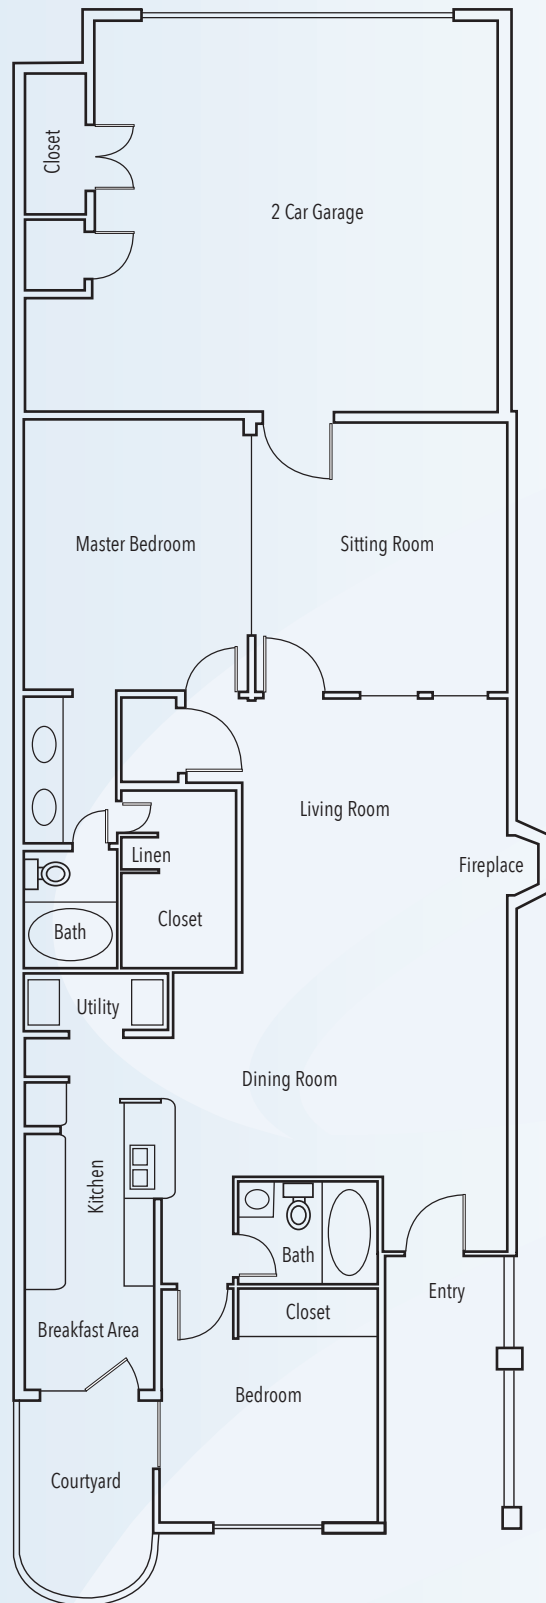 Closet
2 Car Garage
Master Bedroom
Sitting Room
Living Room
Linen
Fireplace
Closet
Bath
Utility
Dining Room
Kitchen
Bath
Entry
Closet
Breakfast Area
Bedroom
Courtyard